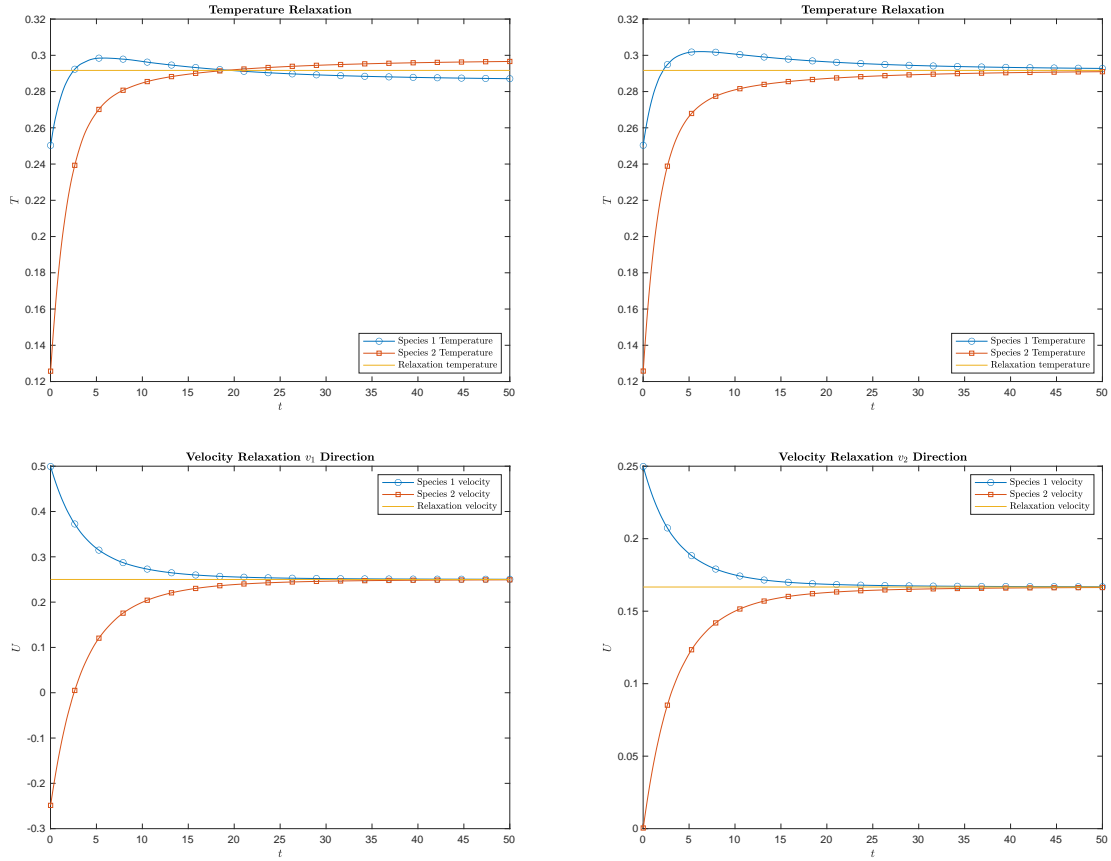 Temperature Relaxation
0.32
0.3
0.28
0.26
0.24
0.22
0.2
0.18
0.16
0.14
0.12
T
Species 1 Temperature
Species 2 Temperature
Relaxation temperature
0 5 10 15 20 25 30 35 40 45 50
t
Temperature Relaxation
0.32
0.3
0.28
0.26
0.24
0.22
0.2
0.18
0.16
0.14
0.12
T
Species 1 Temperature
Species 2 Temperature
Relaxation temperature
0 5 10 15 20 25 30 35 40 45 50
t
Velocity Relaxation v₁ Direction
0.5
0.4
0.3
0.2
0.1
0
-0.1
-0.2
-0.3
U
Species 1 velocity
Species 2 velocity
Relaxation velocity
0 5 10 15 20 25 30 35 40 45 50
t
Velocity Relaxation v₂ Direction
0.25
0.2
0.15
0.1
0.05
0
U
Species 1 velocity
Species 2 velocity
Relaxation velocity
0 5 10 15 20 25 30 35 40 45 50
t